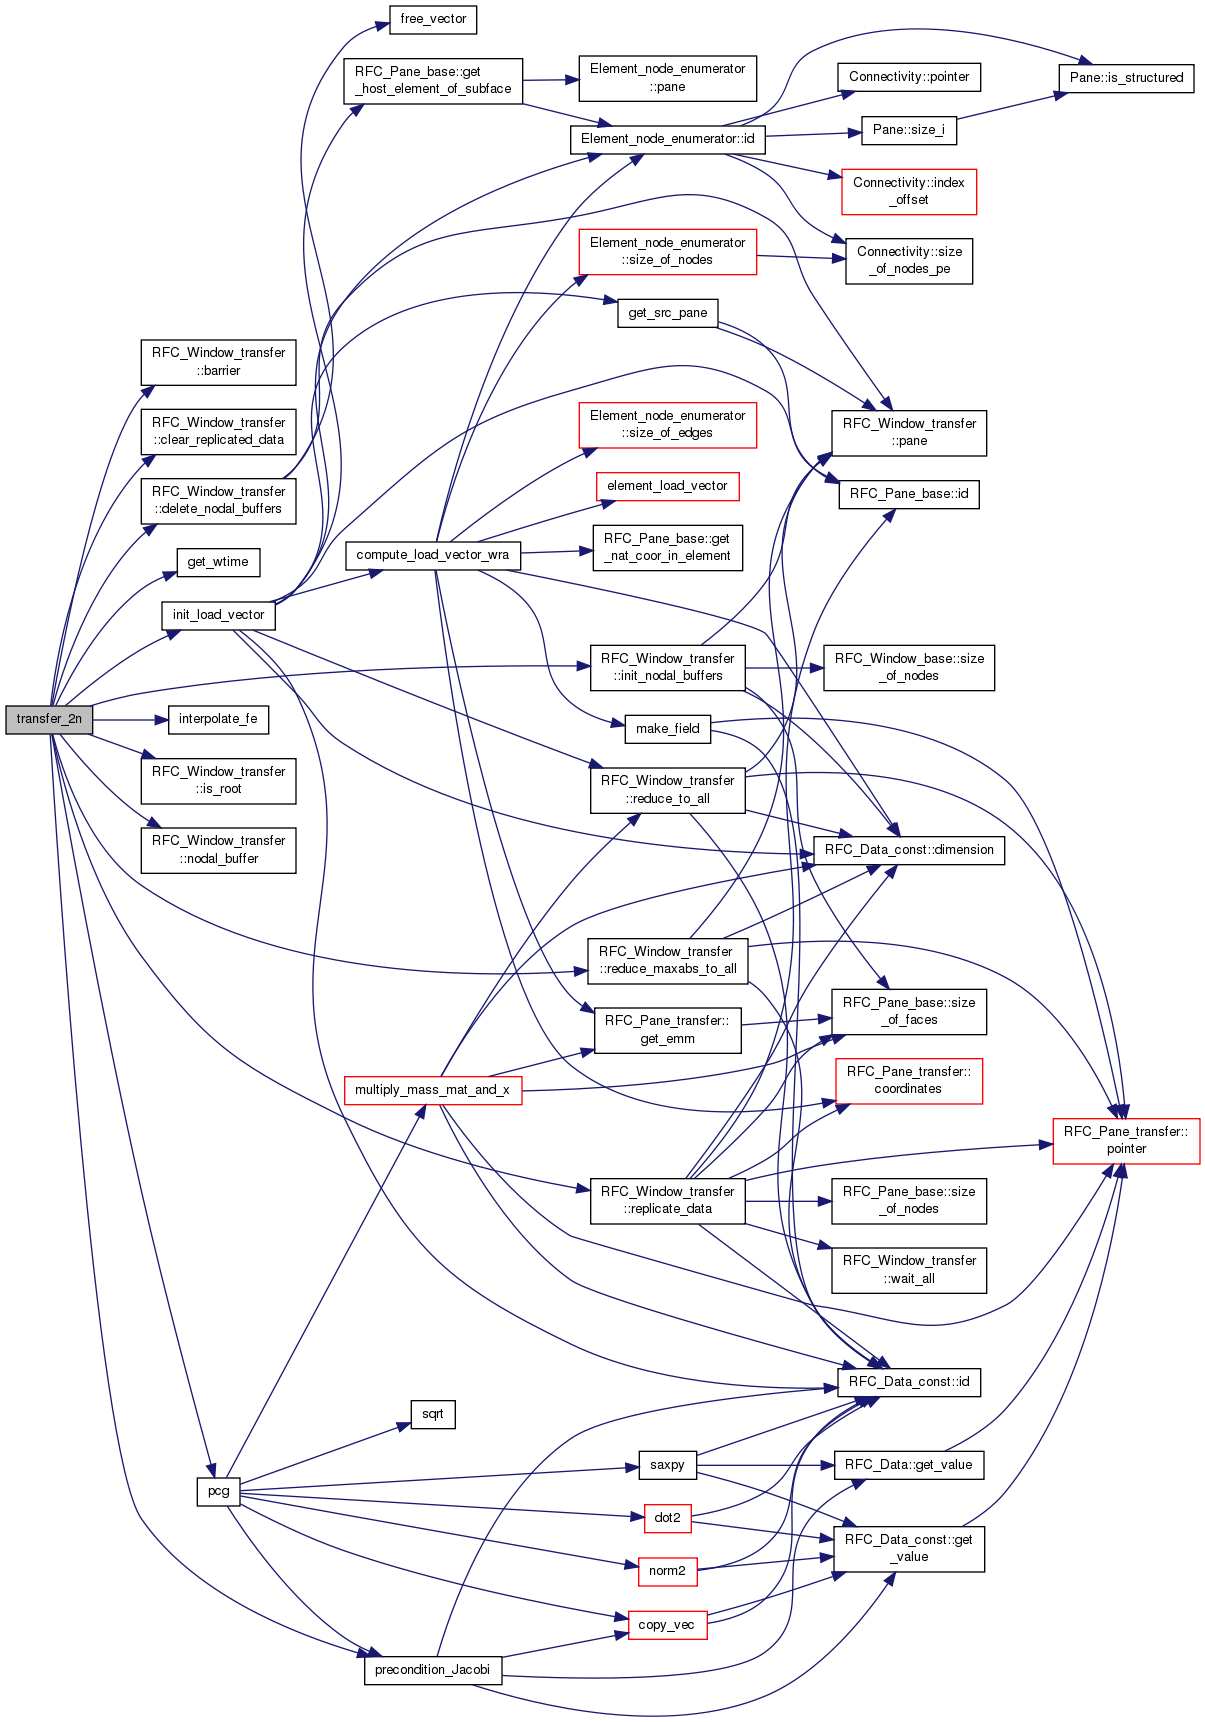 free_vector
RFC_Pane_base::get
_host_element_of_subface
Element_node_enumerator
::pane
Connectivity::pointer
Pane::is_structured
Element_node_enumerator::id
Pane::size_i
Connectivity::index
_offset
Element_node_enumerator
::size_of_nodes
Connectivity::size
_of_nodes_pe
get_src_pane
RFC_Window_transfer
::barrier
RFC_Window_transfer
::clear_replicated_data
Element_node_enumerator
::size_of_edges
RFC_Window_transfer
::pane
RFC_Window_transfer
::delete_nodal_buffers
element_load_vector
RFC_Pane_base::id
get_wtime
compute_load_vector_wra
RFC_Pane_base::get
_nat_coor_in_element
init_load_vector
RFC_Window_transfer
::init_nodal_buffers
RFC_Window_base::size
_of_nodes
transfer_2n
interpolate_fe
make_field
RFC_Window_transfer
::is_root
RFC_Window_transfer
::reduce_to_all
RFC_Window_transfer
::nodal_buffer
RFC_Data_const::dimension
RFC_Window_transfer
::reduce_maxabs_to_all
RFC_Pane_transfer::
get_emm
RFC_Pane_base::size
_of_faces
multiply_mass_mat_and_x
RFC_Pane_transfer::
coordinates
RFC_Pane_transfer::
pointer
RFC_Window_transfer
::replicate_data
RFC_Pane_base::size
_of_nodes
RFC_Window_transfer
::wait_all
RFC_Data_const::id
sqrt
saxpy
RFC_Data::get_value
pcg
dot2
RFC_Data_const::get
_value
norm2
copy_vec
precondition_Jacobi